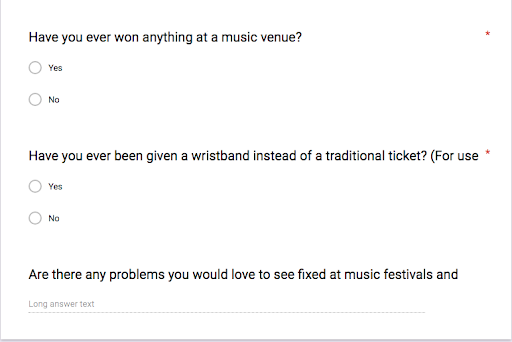 Have you ever won anything at a music venue? *
Yes
No
Have you ever been given a wristband instead of a traditional ticket? (For use *
Yes
No
Are there any problems you would love to see fixed at music festivals and
Long answer text